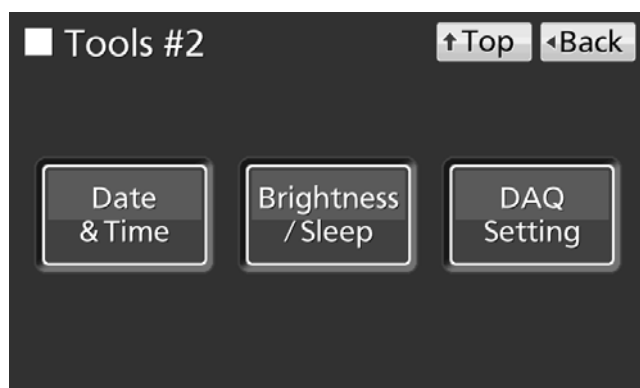 Tools #2
↑Top
◂Back
Date
& Time
Brightness
/ Sleep
DAQ
Setting